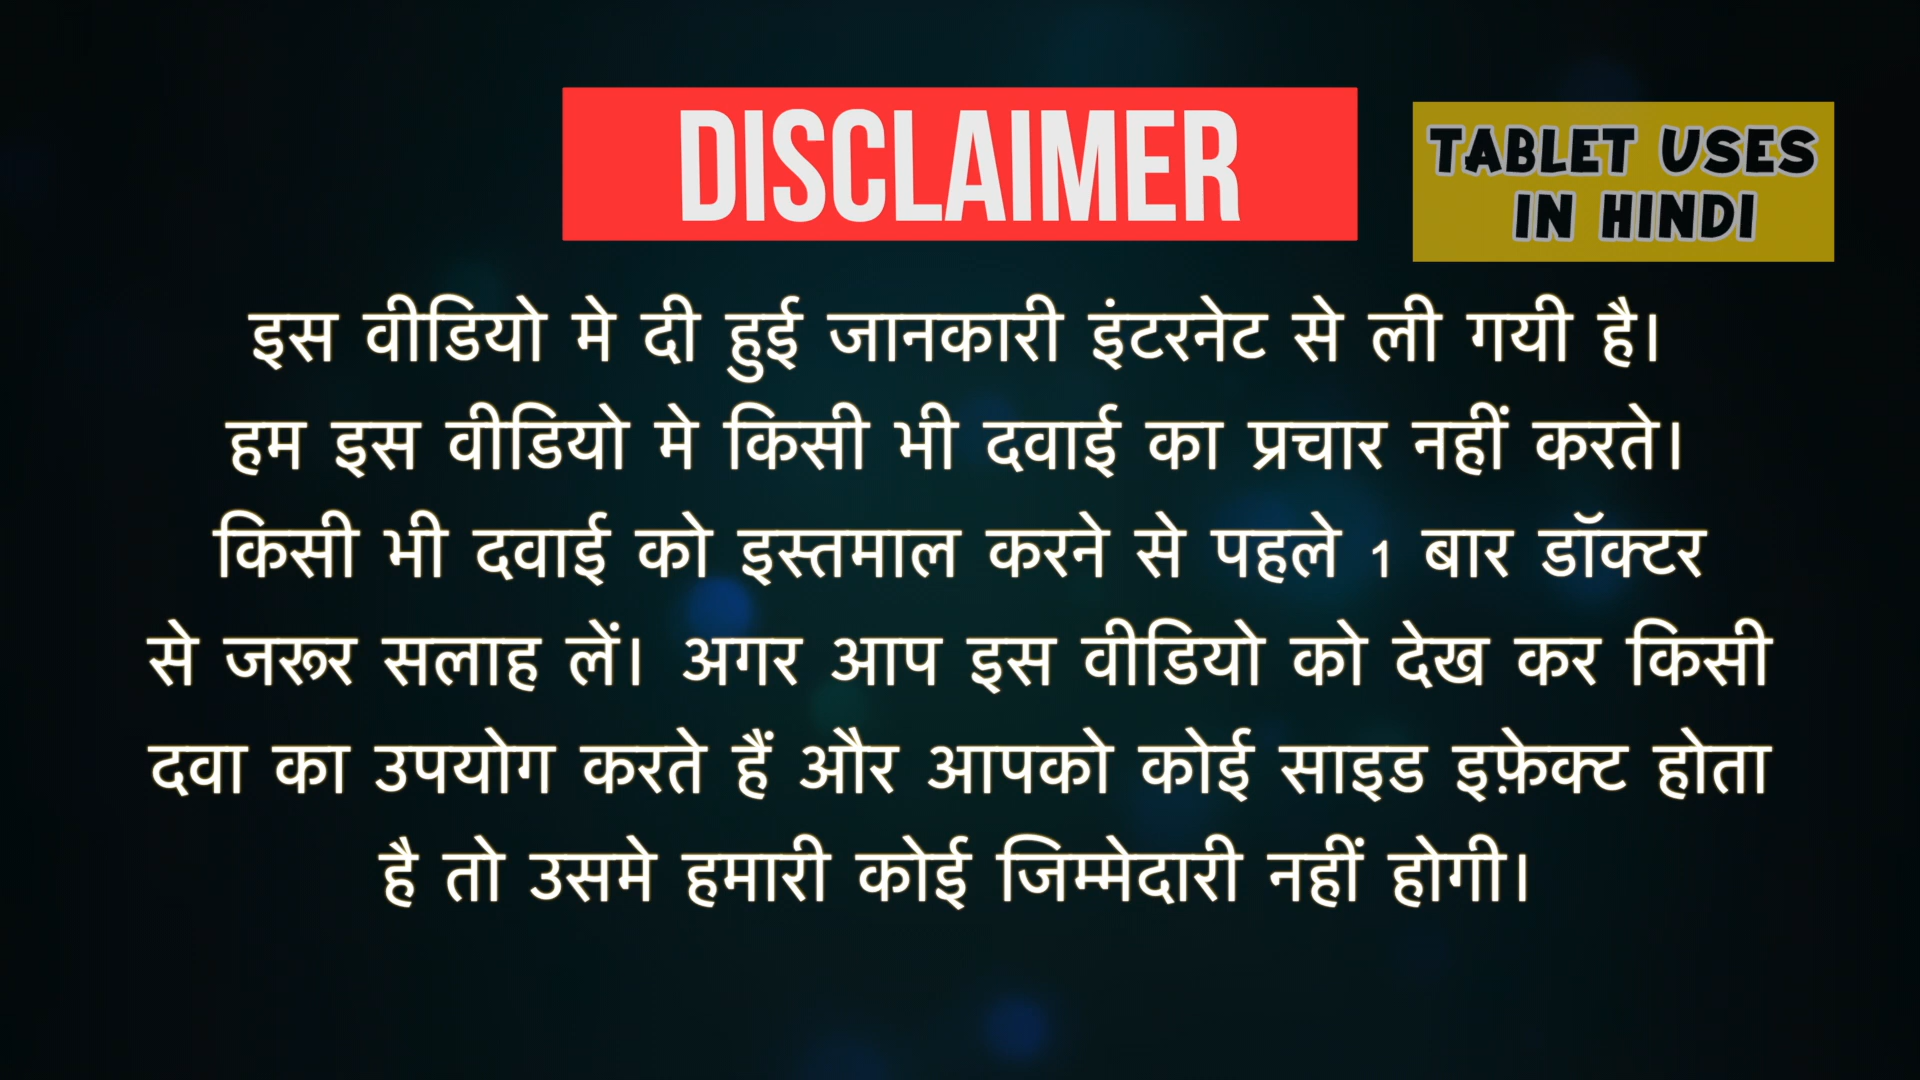 DISCLAIMER
TABLET USES
IN HINDI
इस वीडियो मे दी हुई जानकारी इंटरनेट से ली गयी है।
हम इस वीडियो मे किसी भी दवाई का प्रचार नहीं करते।
किसी भी दवाई को इस्तमाल करने से पहले 1 बार डॉक्टर
से जरूर सलाह लें। अगर आप इस वीडियो को देख कर किसी
दवा का उपयोग करते हैं और आपको कोई साइड इफ़ेक्ट होता
है तो उसमे हमारी कोई जिम्मेदारी नहीं होगी।